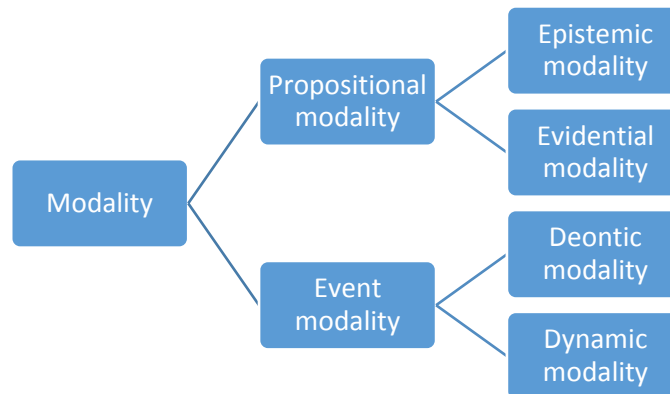 Modality
Propositional
modality
Epistemic
modality
Evidential
modality
Event
modality
Deontic
modality
Dynamic
modality